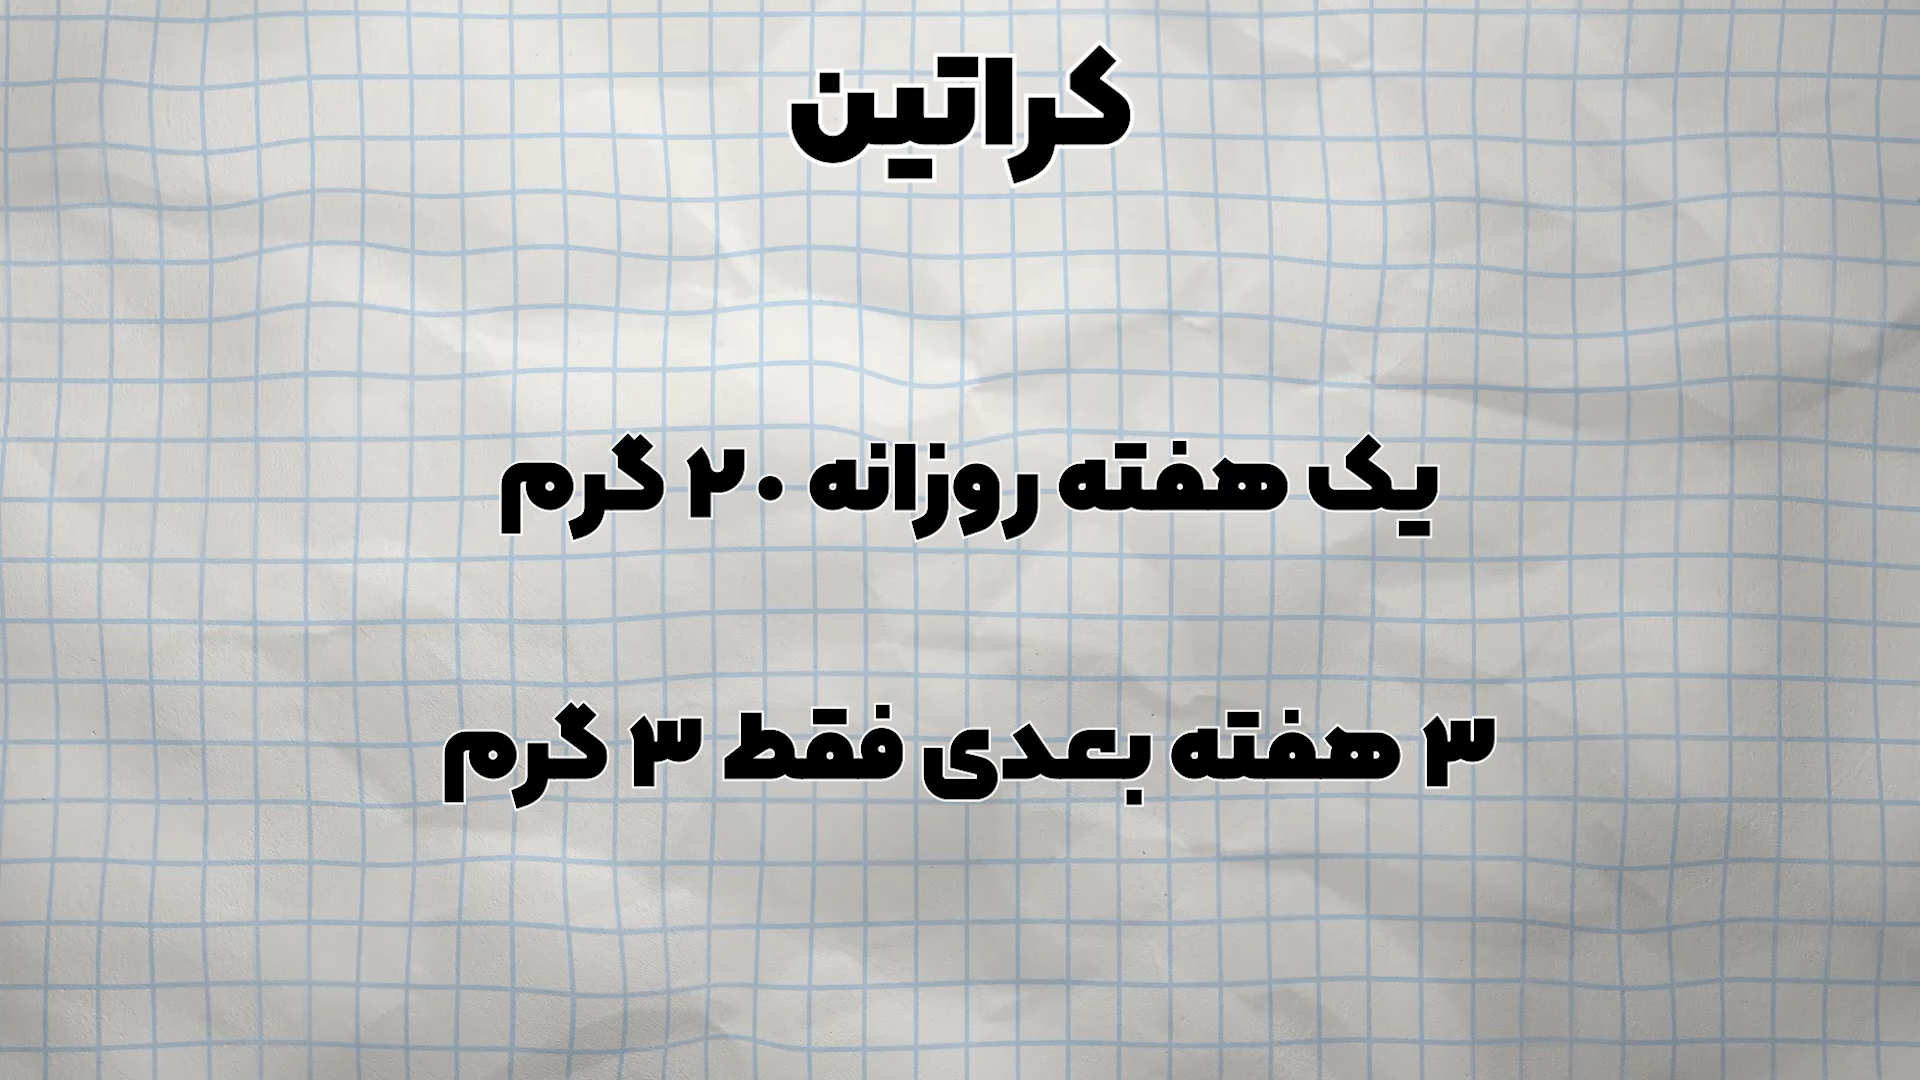 کراتین
یک هفته روزانه ۲۰ گرم
۳ هفته بعدی فقط ۳ گرم